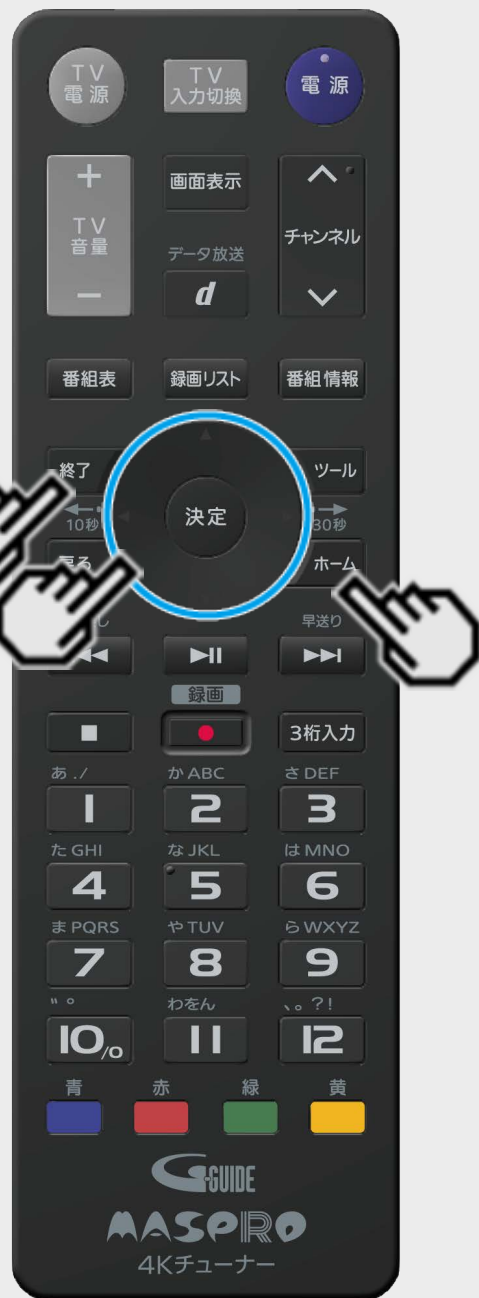 TV
電源
TV
入力切換
電源
+
TV
音量
−
画面表示
データ放送
d
チャンネル
番組表
録画リスト
番組情報
終了
ツール
10秒
決定
30秒
ホーム
早送り
録画
3桁入力
あ./
1
か ABC
2
さ DEF
3
た GHI
4
な JKL
5
は MNO
6
ま PQRS
7
や TUV
8
ら WXYZ
9
゛゜
10/0
わをん
11
、。?!
12
青
赤
緑
黄
G-GUIDE
MASPRO
4Kチューナー